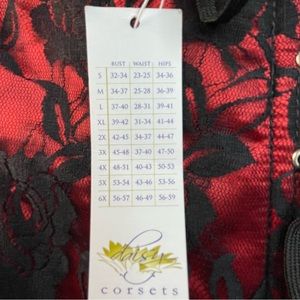 BUST WAIST HIPS
S 32-34 23-25 34-36
M 34-37 25-28 36-39
L 37-40 28-31 39-41
XL 39-42 31-34 41-44
2X 42-45 34-37 44-47
3X 45-48 37-40 47-50
4X 48-51 40-43 50-53
5X 53-54 43-46 53-56
6X 56-57 46-49 56-59
daisy
corsets